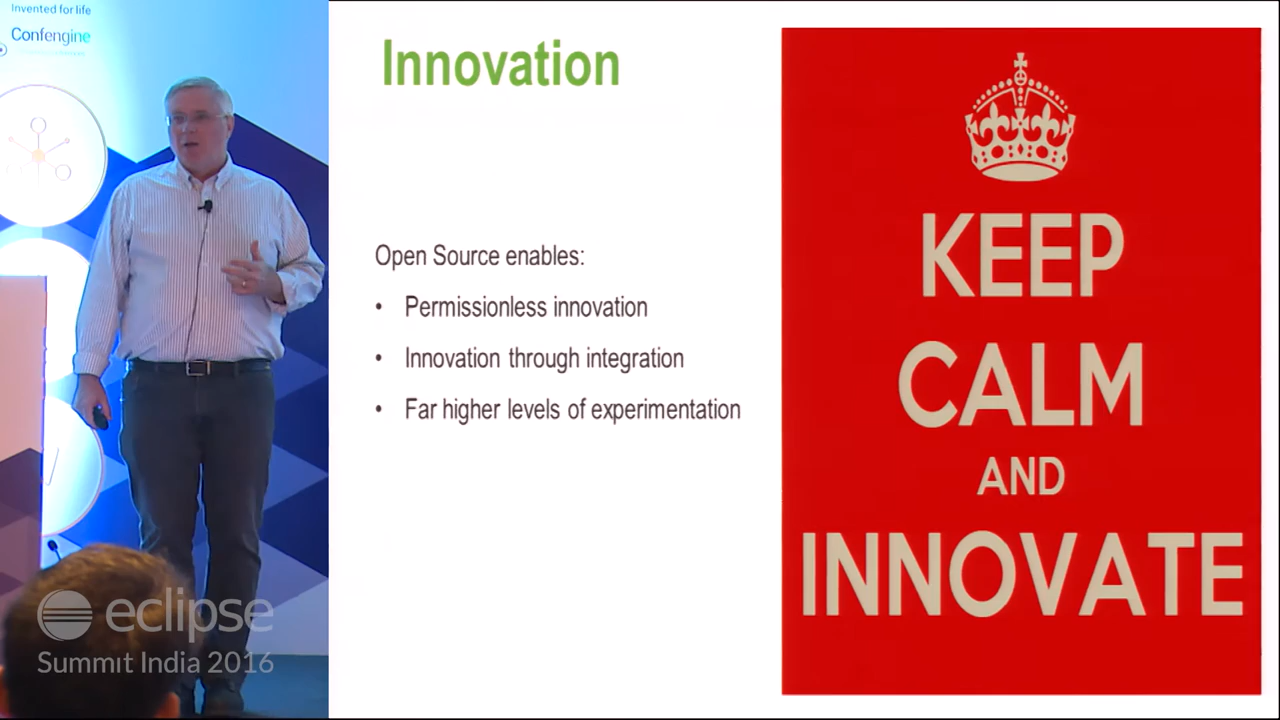 Invented for life
Confengine
Innovation
Open Source enables:
• Permissionless innovation
• Innovation through integration
• Far higher levels of experimentation
KEEP
CALM
AND
INNOVATE
eclipse
Summit India 2016